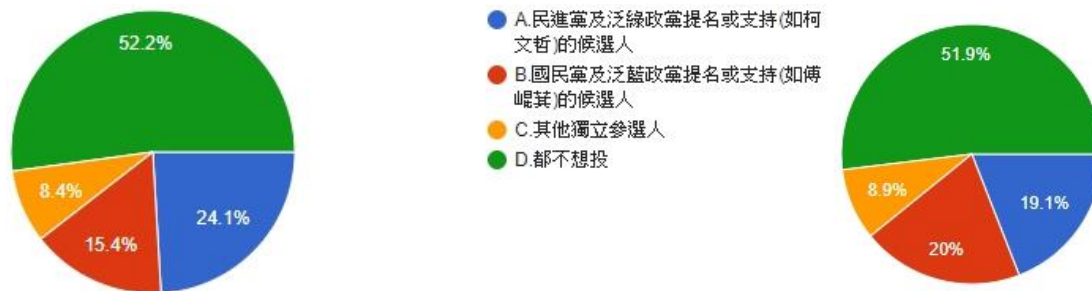 52.2%
8.4%
15.4%
24.1%
A.民進黨及泛綠政黨提名或支持(如柯
文哲)的候選人
B.國民黨及泛藍政黨提名或支持(如傅
崐萁)的候選人
C.其他獨立參選人
D.都不想投
51.9%
8.9%
20%
19.1%